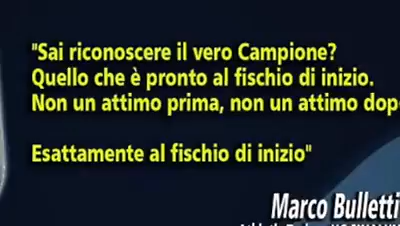 "Sai riconoscere il vero Campione?
Quello che è pronto al fischio di inizio.
Non un attimo prima, non un attimo
Esattamente al fischio di inizio"
Marco Bulletti